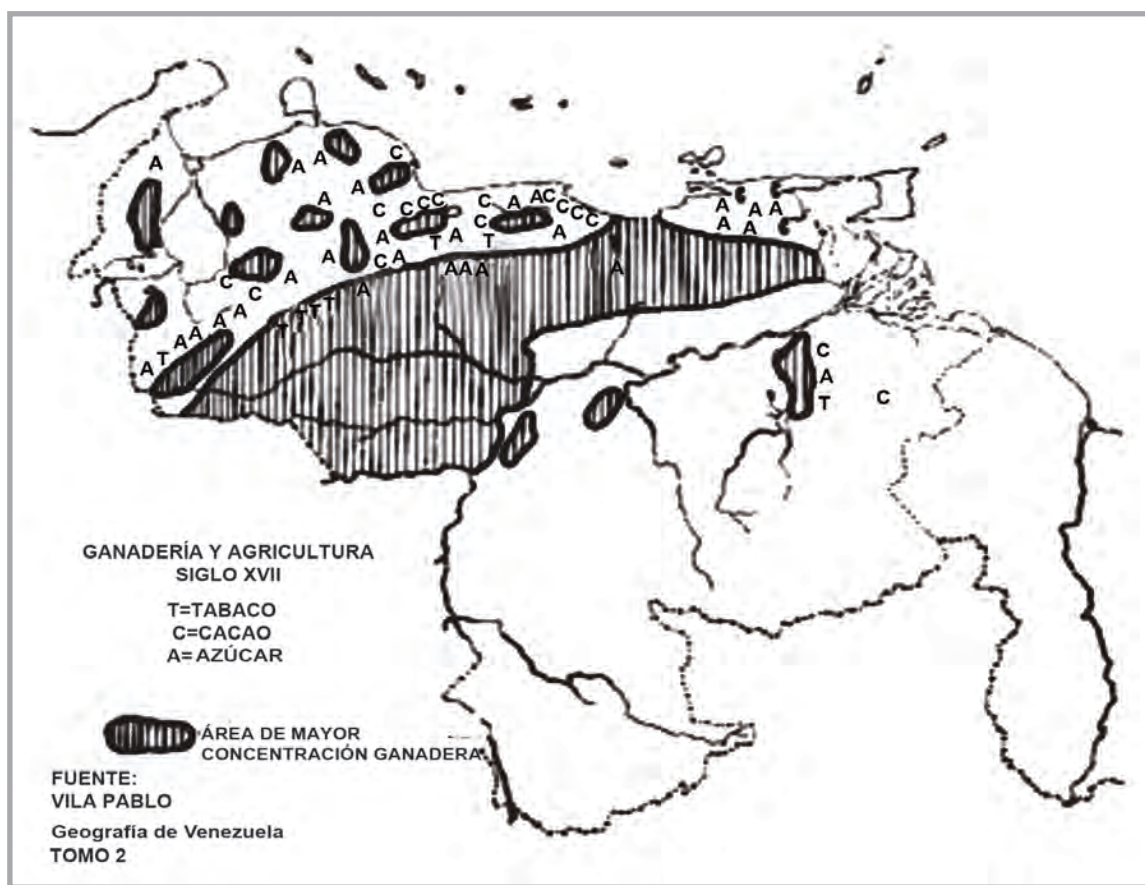 A A A C
A A
C C C C C A A C C C C
A A A
A A
A T A C T A
A C A A A A A
C A
A C A T T T T A
A A
A T
C
A C
T
GANADERÍA Y AGRICULTURA
SIGLO XVII
T=TABACO
C=CACAO
A= AZÚCAR
ÁREA DE MAYOR
CONCENTRACIÓN GANADERA
FUENTE:
VILA PABLO
Geografía de Venezuela
TOMO 2